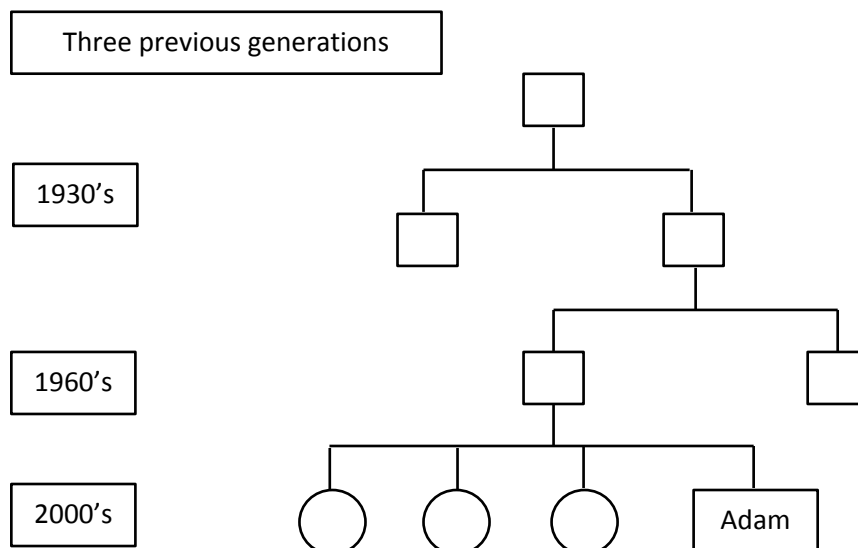 Three previous generations
1930’s
1960’s
2000’s
Adam